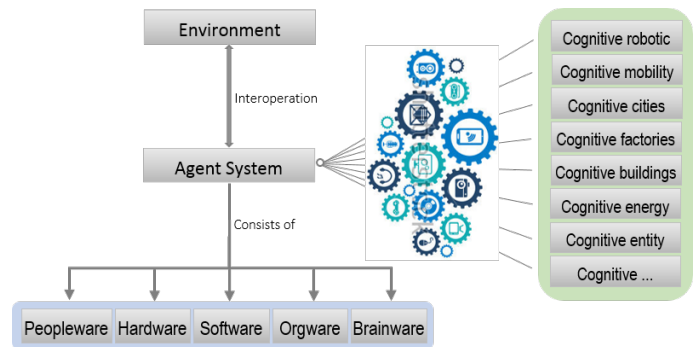 Environment
Interoperation
Agent System
Consists of
Peopleware
Hardware
Software
Orgware
Brainware
Cognitive robotic
Cognitive mobility
Cognitive cities
Cognitive factories
Cognitive buildings
Cognitive energy
Cognitive entity
Cognitive ...